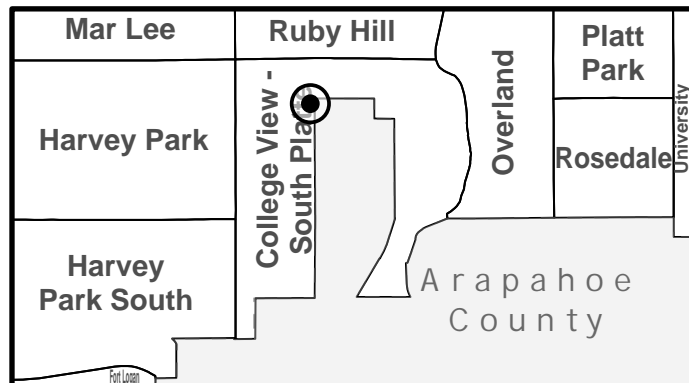 Mar Lee
Ruby Hill
Platt
Park
University
Overland
Harvey Park
College View -
South Platte
Rosedale
Harvey
Park South
Arapahoe
County
Fort Logan